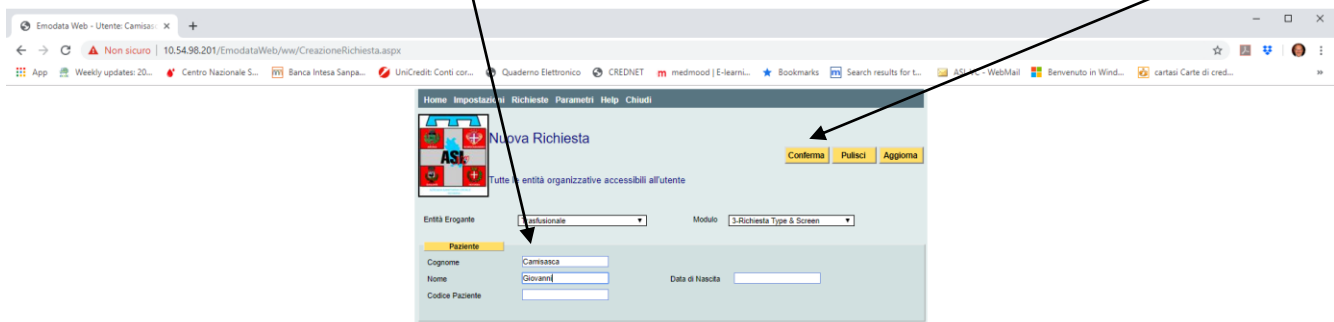 Emodata Web - Utente: Camisas
Non sicuro | 10.54.98.201/EmodataWeb/ww/CreazioneRichiesta.aspx
App Weekly updates: 20... Centro Nazionale S... Banca Intesa Sanpa... UniCredit: Conti cor... Quaderno Elettronico CREDNET medmood | E-learni... Bookmarks Search results for t... ASL VC - WebMail Benvenuto in Wind... cartasi Carte di cred... »
Home Impostazioni Richieste Parametri Help Chiudi
ASL
Nuova Richiesta
Conferma Pulisci Aggiorna
Tutte le entità organizzative accessibili all'utente
Entità Erogante Trasfusionale Modulo 3-Richiesta Type & Screen
Paziente
Cognome Camisasca
Nome Giovanni Data di Nascita
Codice Paziente